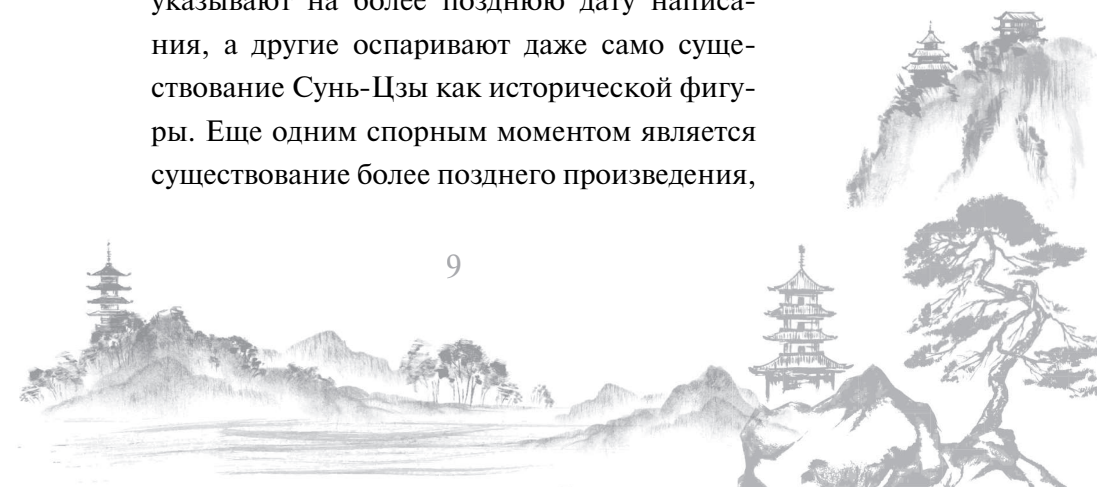 указывают на более позднюю дату написа-
ния, а другие оспаривают даже само суще-
ствование Сунь-Цзы как исторической фигу-
ры. Еще одним спорным моментом является
существование более позднего произведения,
9